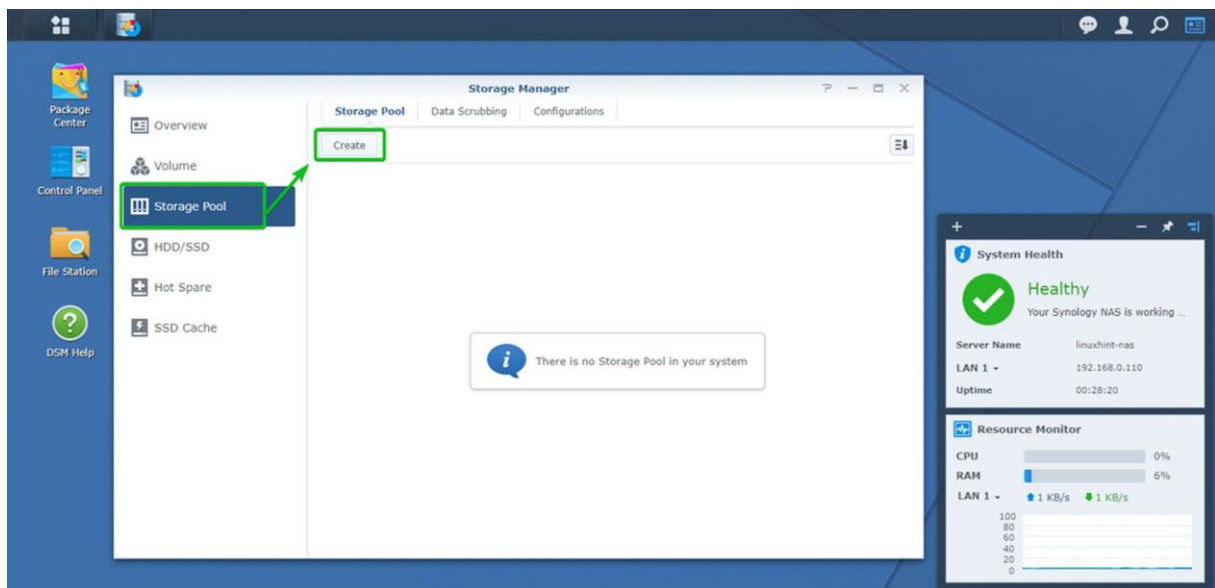 Package
Center
Control Panel
File Station
DSM Help
Storage Manager
Overview
Volume
Storage Pool
HDD/SSD
Hot Spare
SSD Cache
Storage Pool
Data Scrubbing
Configurations
Create
There is no Storage Pool in your system
System Health
Healthy
Your Synology NAS is working ...
Server Name linuxhint-nas
LAN 1 192.168.0.110
Uptime 00:28:20
Resource Monitor
CPU 0%
RAM 6%
LAN 1 1 KB/s 1 KB/s
100
80
60
40
20
0